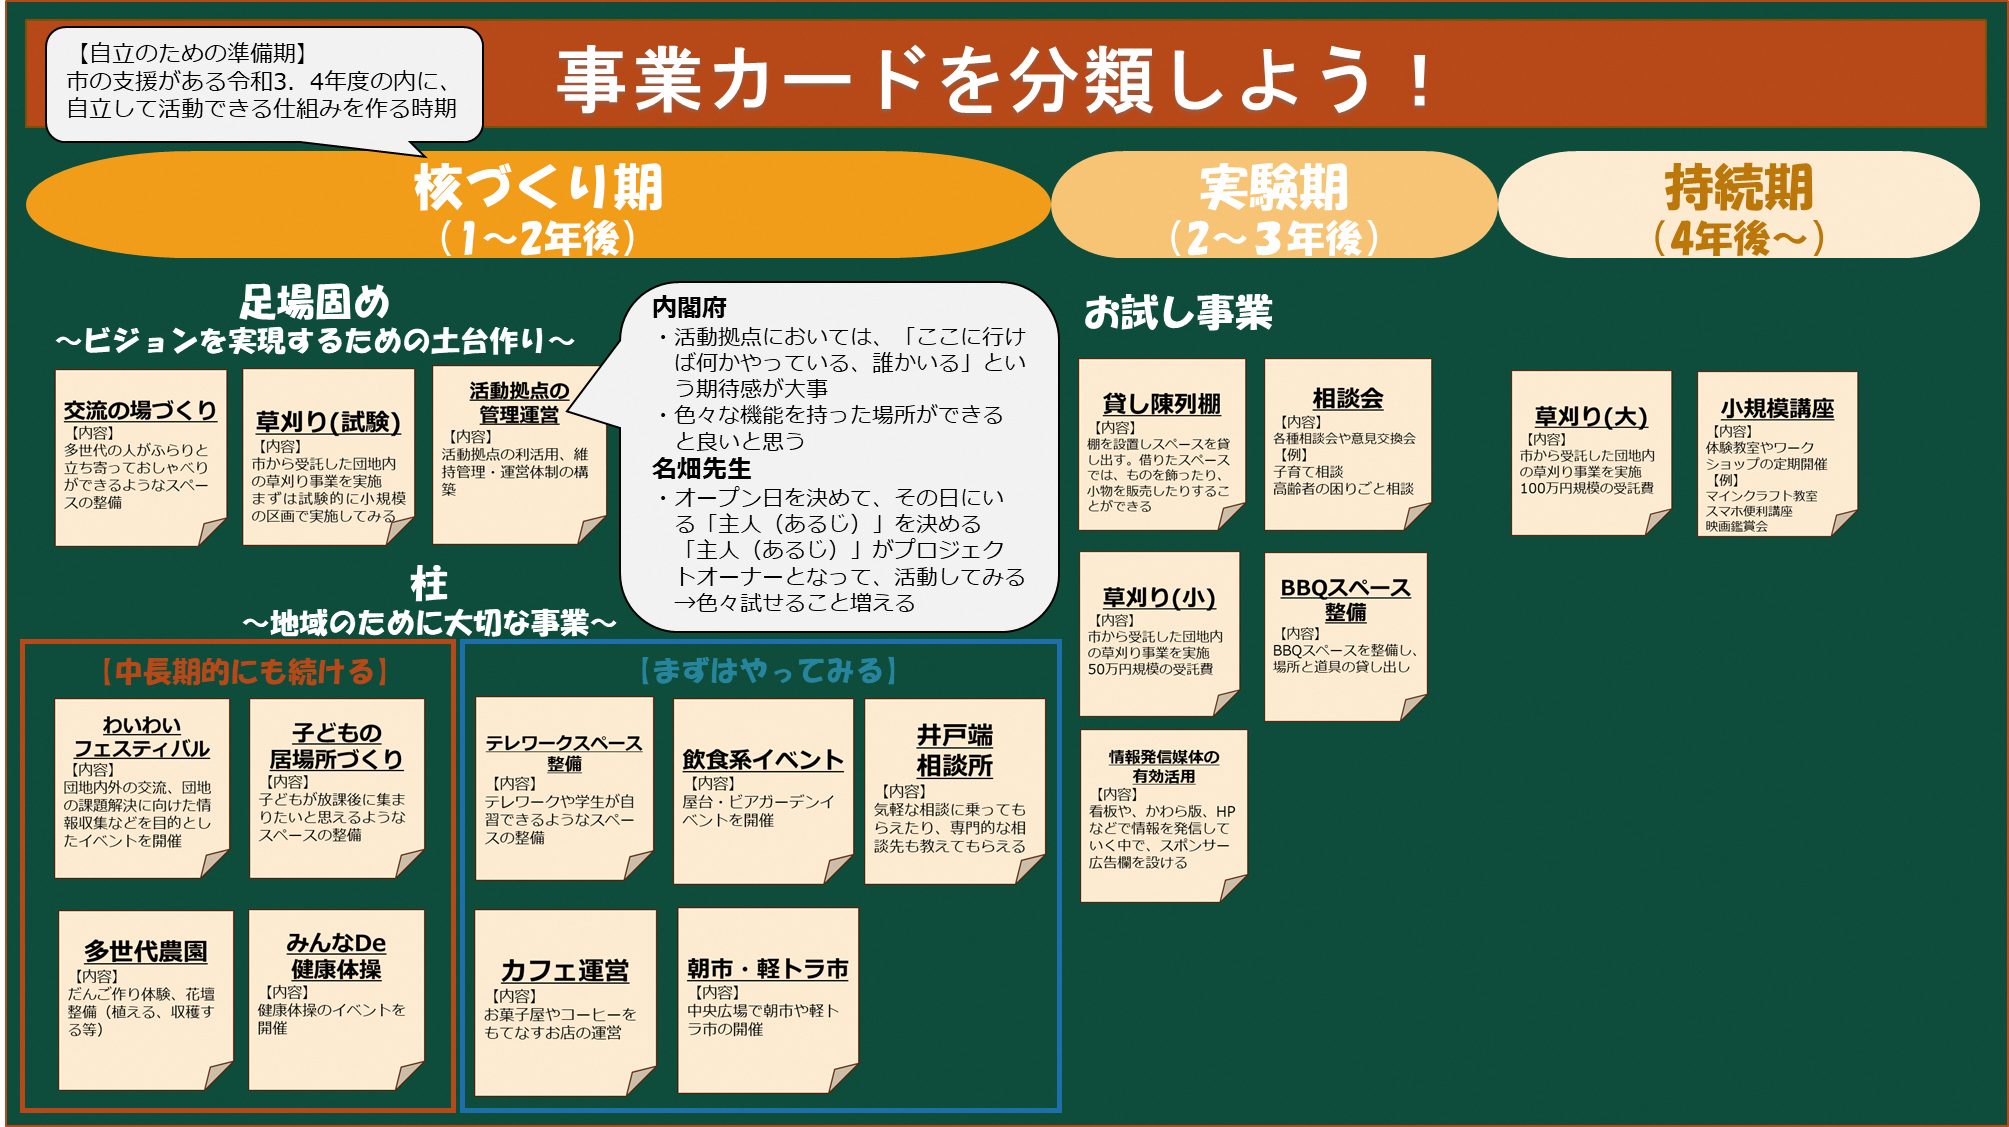 【自立のための準備期】
市の支援がある令和3．4年度の内に、
自立して活動できる仕組みを作る時期
事業カードを分類しよう！
核づくり期
（1～2年後）
実験期
（2～３年後）
持続期
（4年後～）
足場固め
～ビジョンを実現するための土台作り～
交流の場づくり
【内容】
多世代の人がふらりと
立ち寄っておしゃべり
ができるようなスペー
スの整備
草刈り(試験)
【内容】
市から受託した団地内
の草刈り事業を実施
まずは試験的に小規模
の区画で実施してみる
活動拠点の
管理運営
【内容】
活動拠点の利活用、維
持管理・運営体制の構
築
内閣府
・活動拠点においては、「ここに行け
ば何かやっている、誰かいる」とい
う期待感が大事
・色々な機能を持った場所ができる
と良いと思う
名畑先生
・オープン日を決めて、その日にい
る「主人（あるじ）」を決める
「主人（あるじ）」がプロジェク
トオーナーとなって、活動してみる
→色々試せること増える
柱
～地域のために大切な事業～
【中長期的にも続ける】
わいわい
フェスティバル
【内容】
団地内外の交流、団地
の課題解決に向けた情
報収集などを目的とし
たイベントを開催
子どもの
居場所づくり
【内容】
子どもが放課後に集ま
りたいと思えるような
スペースの整備
多世代農園
【内容】
だんご作り体験、花壇
整備（植える、収穫す
る等）
みんなDe
健康体操
【内容】
健康体操のイベントを
開催
【まずはやってみる】
テレワークスペース
整備
【内容】
テレワークや学生が自
習できるようなスペー
スの整備
飲食系イベント
【内容】
屋台・ビアガーデンイ
ベントを開催
井戸端
相談所
【内容】
気軽な相談に乗っても
らえたり、専門的な相
談先も教えてもらえる
カフェ運営
【内容】
お菓子屋やコーヒーを
もてなすお店の運営
朝市・軽トラ市
【内容】
中央広場で朝市や軽ト
ラ市の開催
お試し事業
貸し陳列棚
【内容】
棚を設置しスペースを貸
し出す。借りたスペース
では、ものを飾ったり、
小物を販売したりするこ
とができる
相談会
【内容】
各種相談会や意見交換会
【例】
子育て相談
高齢者の困りごと相談
草刈り(小)
【内容】
市から受託した団地内
の草刈り事業を実施
50万円規模の受託費
BBQスペース
整備
【内容】
BBQスペースを整備し、
場所と道具の貸し出し
情報発信媒体の
有効活用
【内容】
看板や、かわら版、HP
などで情報を発信して
いく中で、スポンサー
広告欄を設ける
草刈り(大)
【内容】
市から受託した団地内
の草刈り事業を実施
100万円規模の受託費
小規模講座
【内容】
体験教室やワーク
ショップの定期開催
【例】
マインクラフト教室
スマホ便利講座
映画鑑賞会